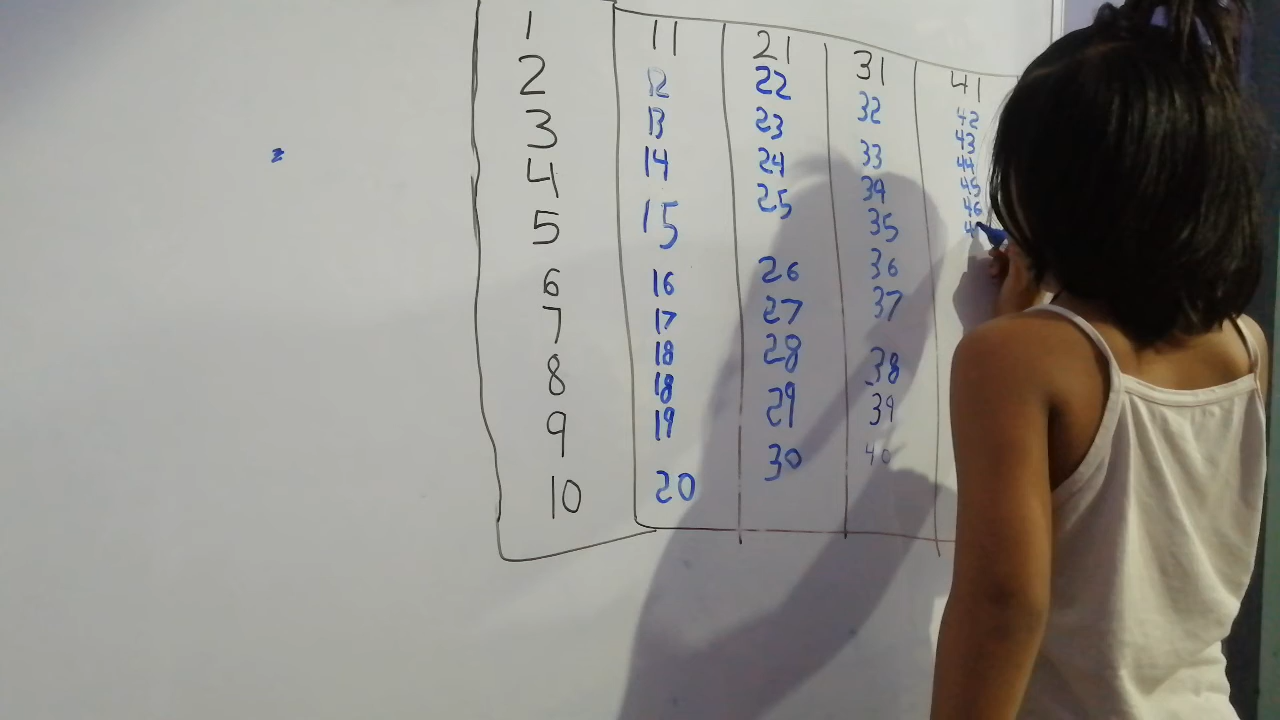 1 11 21 31 41
2 12 22 32 42
3 13 23 33 43
4 14 24 34 44
5 15 25 35 45
6 16 26 36 46
7 17 27 37
8 18 28 38
18
9 19 29 39
10 20 30 40